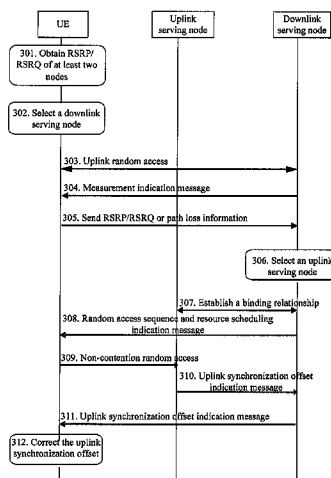 UE
Uplink
serving node
Downlink
serving node
301. Obtain RSRP/
RSRQ of at least two
nodes
302. Select a downlink
serving node
303. Uplink random access
304. Measurement indication message
305. Send RSRP/RSRQ or path loss information
306. Select an uplink
serving node
307. Establish a binding relationship
308. Random access sequence and resource scheduling
indication message
309. Non-contention random access
310. Uplink synchronization offset
indication message
311. Uplink synchronization offset indication message
312. Correct the uplink
synchronization offset